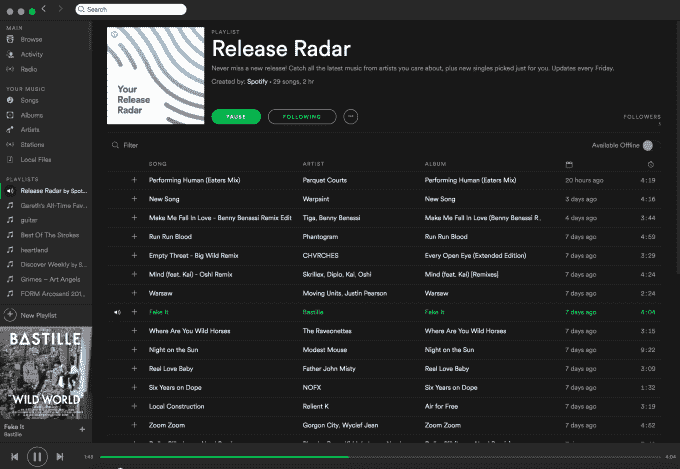 Search
MAIN
Browse
Activity
Radio
YOUR MUSIC
Songs
Albums
Artists
Stations
Local Files
PLAYLISTS
Release Radar by Spot...
Gareth's All-Time Fav...
guitar
Best Of The Strokes
heartland
Discover Weekly by S...
Grimes – Art Angels
FORM Arcosanti 201...
New Playlist
BASTILLE
WILD WORLD
Fake It
Bastille
Your
Release
Radar
PLAYLIST
Release Radar
Never miss a new release! Catch all the latest music from artists you care about, plus new singles picked just for you. Updates every Friday.
Created by: Spotify • 29 songs, 2 hr
PAUSE
FOLLOWING
FOLLOWERS
1
Filter
Available Offline
SONG ARTIST ALBUM
Performing Human (Eaters Mix) Parquet Courts Performing Human (Eaters Mix) 20 hours ago 4:19
New Song Warpaint New Song 3 days ago 4:16
Make Me Fall In Love - Benny Benassi Remix Edit Tiga, Benny Benassi Make Me Fall In Love (Benny Benassi R.. 4 days ago 3:44
Run Run Blood Phantogram Run Run Blood 7 days ago 4:59
Empty Threat - Big Wild Remix CHVRCHES Every Open Eye (Extended Edition) 7 days ago 3:29
Mind (feat. Kai) - Oshi Remix Skrillex, Diplo, Kai, Oshi Mind (feat. Kai) [Remixes] 7 days ago 4:24
Warsaw Moving Units, Justin Pearson Warsaw 7 days ago 2:24
Fake It Bastille Fake It 7 days ago 4:04
Where Are You Wild Horses The Raveonettes Where Are You Wild Horses 7 days ago 3:15
Night on the Sun Modest Mouse Night on the Sun 7 days ago 9:22
Real Love Baby Father John Misty Real Love Baby 7 days ago 3:09
Six Years on Dope NOFX Six Years on Dope 7 days ago 1:32
Local Construction Relient K Air for Free 7 days ago 3:19
Zoom Zoom Gorgon City, Wyclef Jean Zoom Zoom 7 days ago 4:52
1:49
4:04